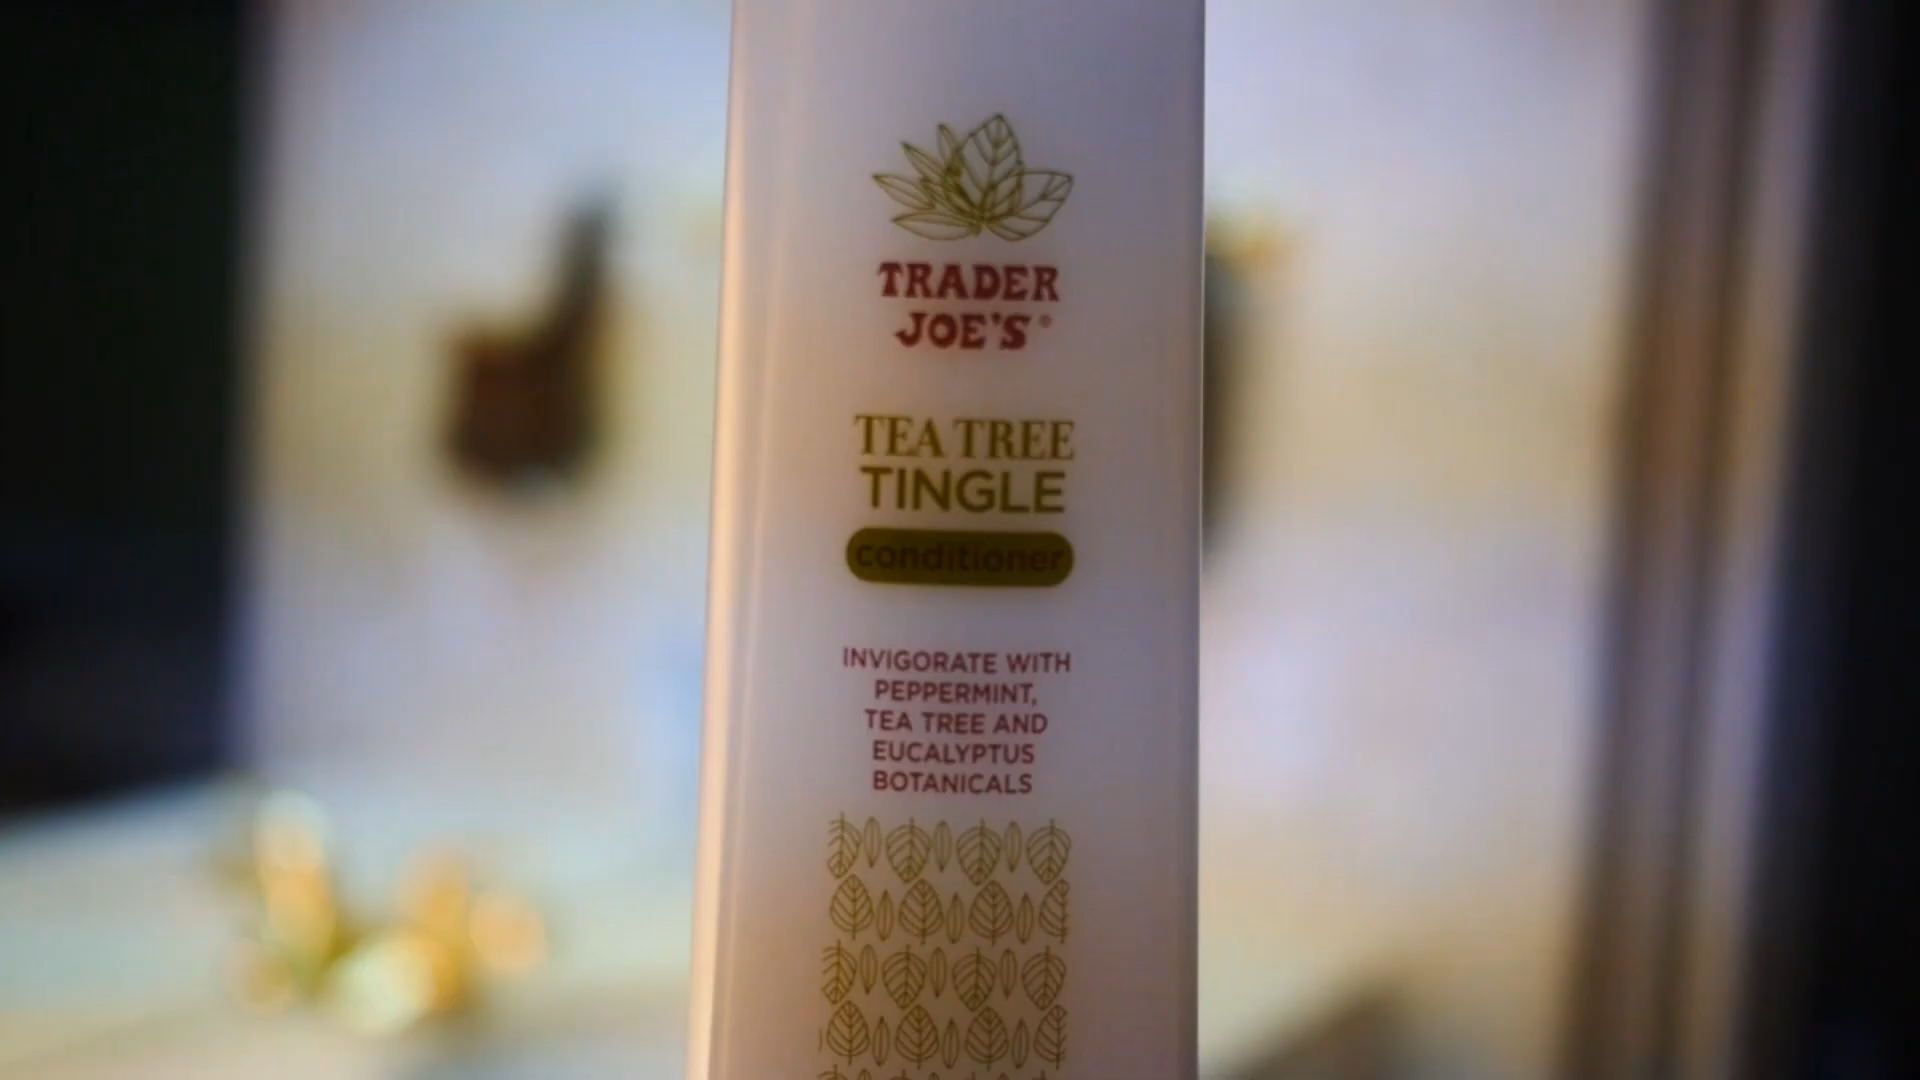 TRADER
JOE'S®
TEA TREE
TINGLE
conditioner
INVIGORATE WITH
PEPPERMINT,
TEA TREE AND
EUCALYPTUS
BOTANICALS